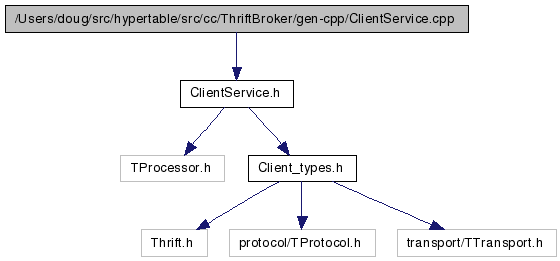 /Users/doug/src/hypertable/src/cc/ThriftBroker/gen-cpp/ClientService.cpp
ClientService.h
TProcessor.h
Client_types.h
Thrift.h
protocol/TProtocol.h
transport/TTransport.h